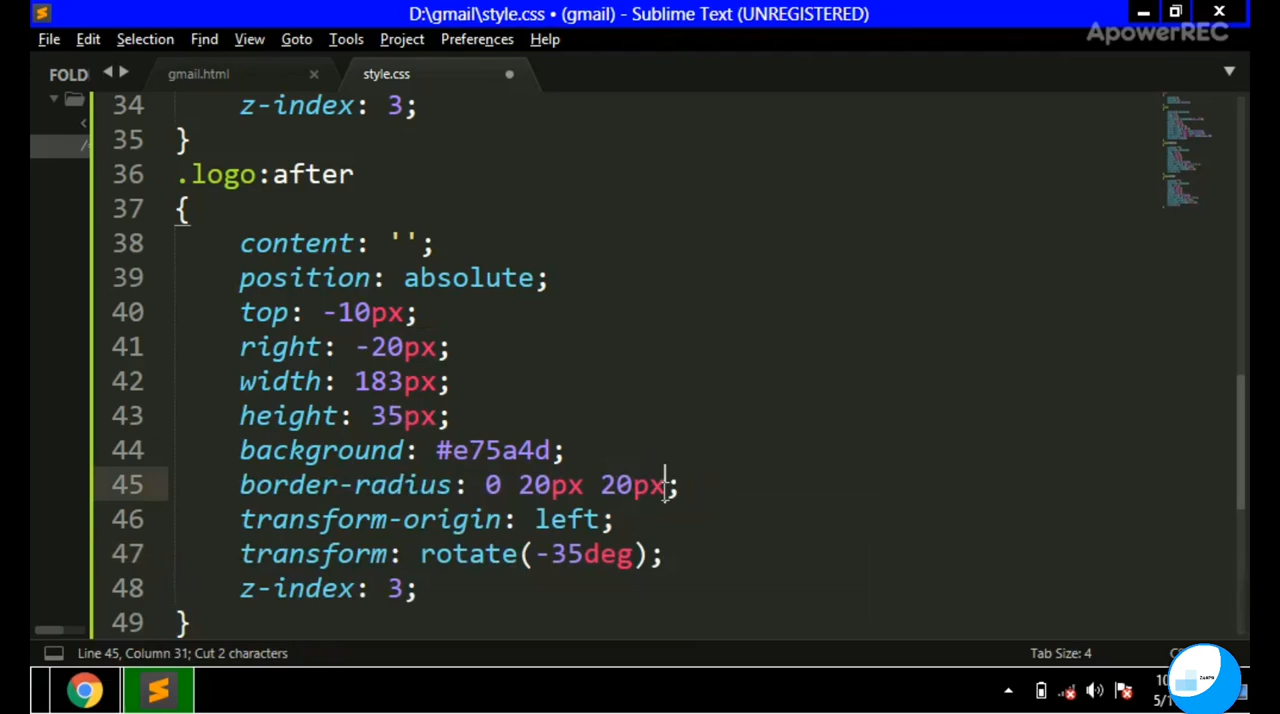 D:\gmail\style.css • (gmail) - Sublime Text (UNREGISTERED)
File Edit Selection Find View Goto Tools Project Preferences Help
ApowerREC
FOLD
gmail.html
style.css
34 z-index: 3;
35 }
36 .logo:after
37 {
38 content: '';
39 position: absolute;
40 top: -10px;
41 right: -20px;
42 width: 183px;
43 height: 35px;
44 background: #e75a4d;
45 border-radius: 0 20px 20px;
46 transform-origin: left;
47 transform: rotate(-35deg);
48 z-index: 3;
49 }
Line 45, Column 31; Cut 2 characters
Tab Size: 4